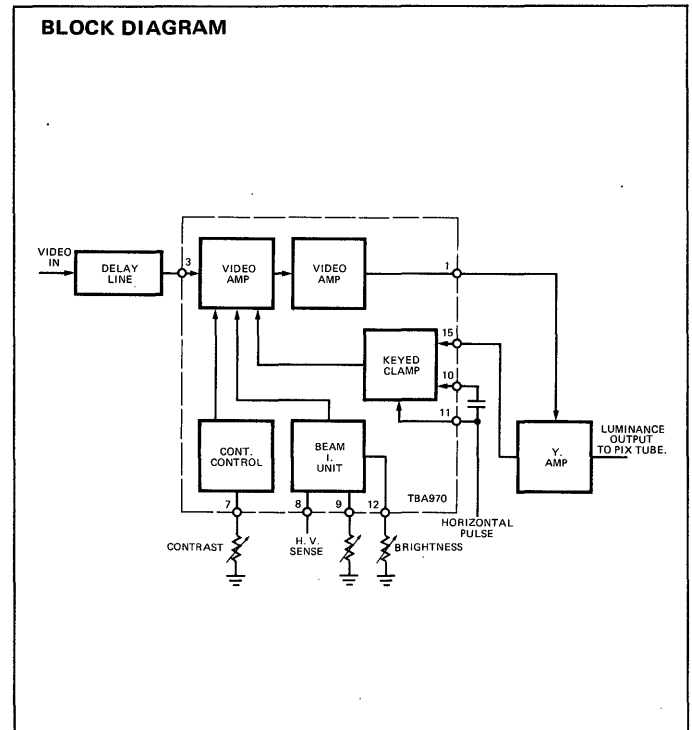 BLOCK DIAGRAM
VIDEO
IN
DELAY
LINE
3
VIDEO
AMP
VIDEO
AMP
1
15
KEYED
CLAMP
10
11
CONT.
CONTROL
BEAM
I.
UNIT
Y.
AMP
LUMINANCE
OUTPUT
TO PIX TUBE.
TBA970
7
8
9
12
HORIZONTAL
PULSE
CONTRAST
H. V.
SENSE
BRIGHTNESS